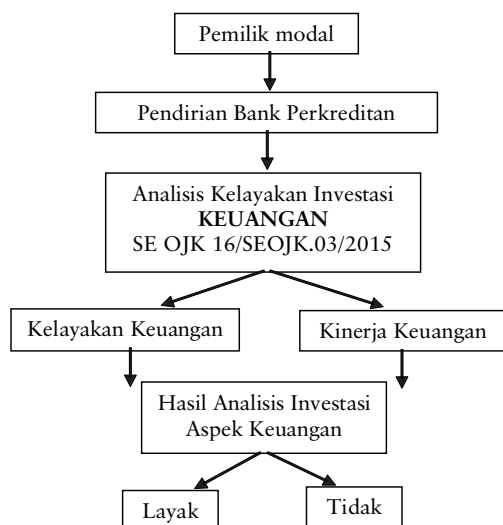 Pemilik modal
Pendirian Bank Perkreditan
Analisis Kelayakan Investasi
KEUANGAN
SE OJK 16/SEOJK.03/2015
Kelayakan Keuangan
Kinerja Keuangan
Hasil Analisis Investasi
Aspek Keuangan
Layak
Tidak